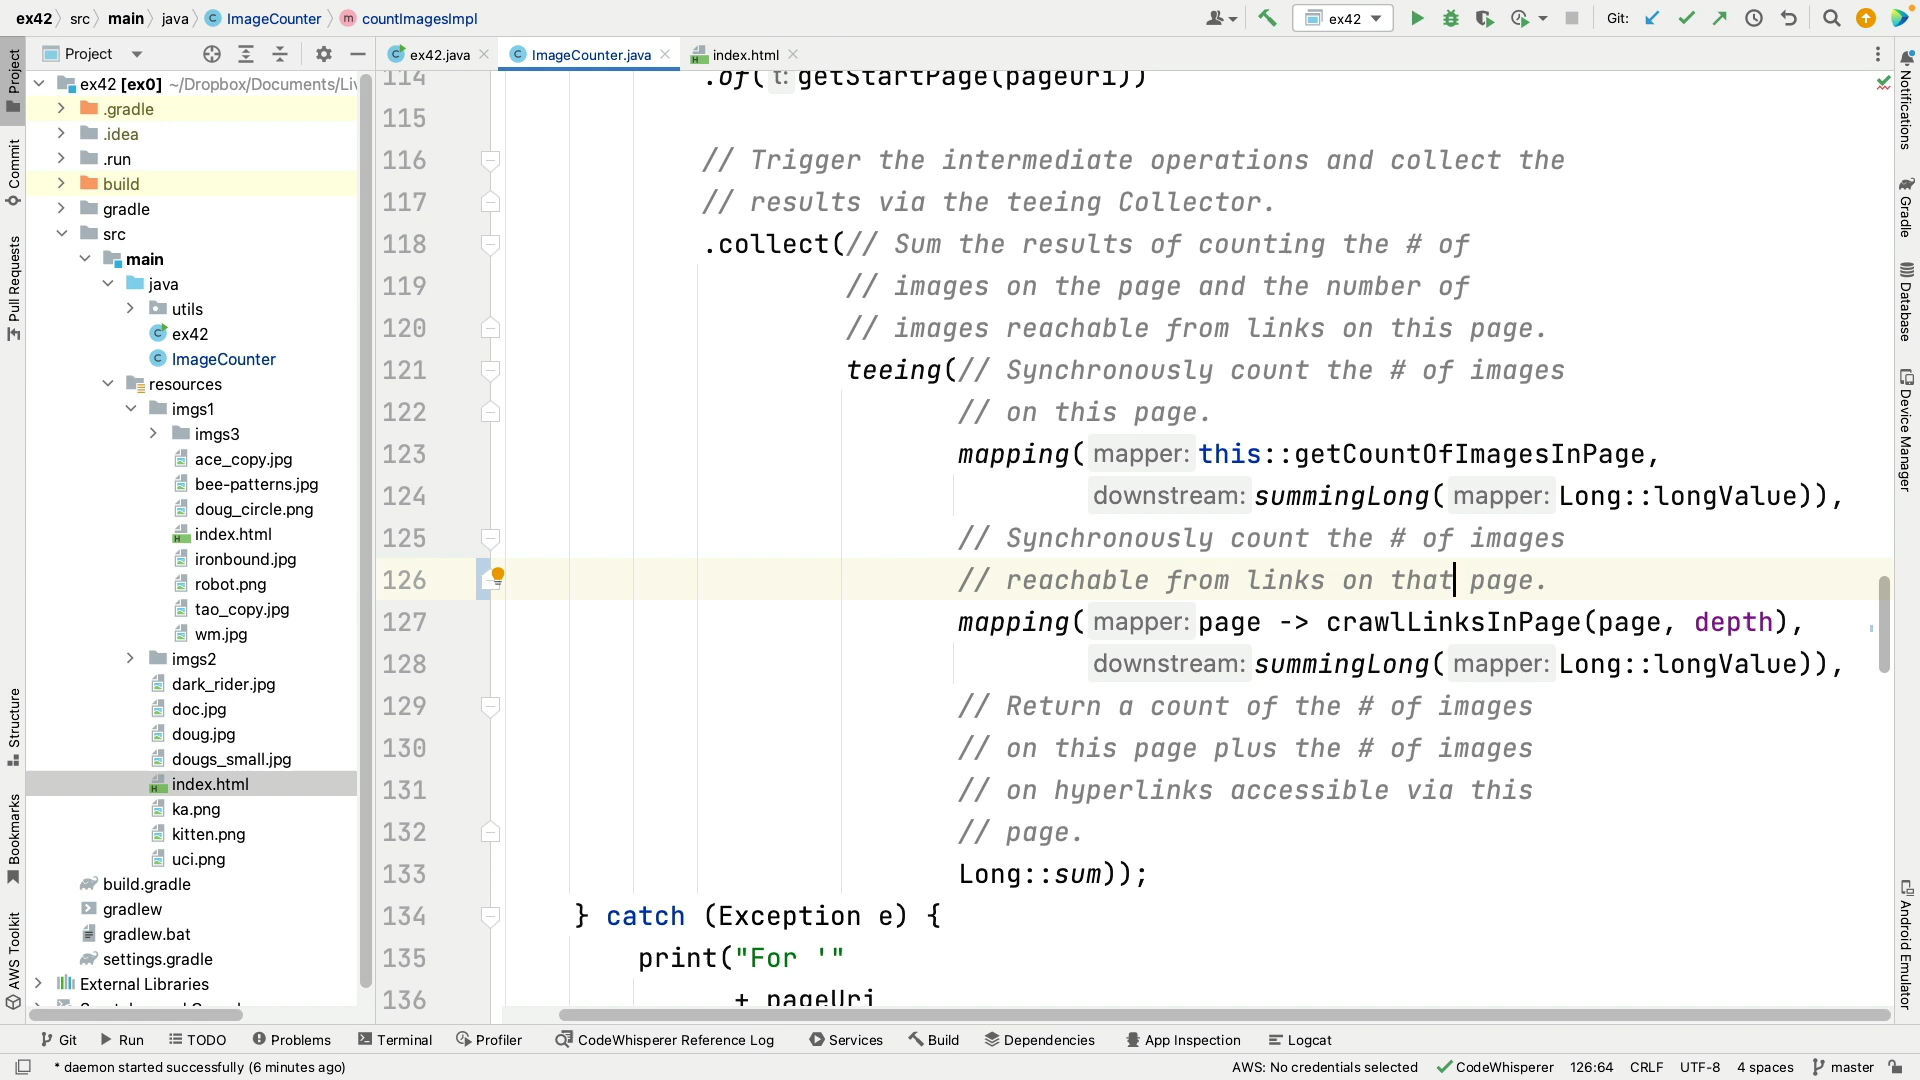 ex42 src main java ImageCounter countImagesImpl
ex42
Git:
Project
ex42.java
ImageCounter.java
index.html
ex42 [ex0] ~/Dropbox/Documents/Li
.gradle
.idea
.run
build
gradle
src
main
java
utils
ex42
ImageCounter
resources
imgs1
imgs3
ace_copy.jpg
bee-patterns.jpg
doug_circle.png
index.html
ironbound.jpg
robot.png
tao_copy.jpg
wm.jpg
imgs2
dark_rider.jpg
doc.jpg
doug.jpg
dougs_small.jpg
index.html
ka.png
kitten.png
uci.png
build.gradle
gradlew
gradlew.bat
settings.gradle
External Libraries
Project
Commit
Pull Requests
Structure
Bookmarks
AWS Toolkit
114 .of( t: getStartPage(pageUri))
115
116 // Trigger the intermediate operations and collect the
117 // results via the teeing Collector.
118 .collect(// Sum the results of counting the # of
119 // images on the page and the number of
120 // images reachable from links on this page.
121 teeing(// Synchronously count the # of images
122 // on this page.
123 mapping( mapper: this::getCountOfImagesInPage,
124 downstream: summingLong( mapper: Long::longValue)),
125 // Synchronously count the # of images
126 // reachable from links on that page.
127 mapping( mapper: page -> crawlLinksInPage(page, depth),
128 downstream: summingLong( mapper: Long::longValue)),
129 // Return a count of the # of images
130 // on this page plus the # of images
131 // on hyperlinks accessible via this
132 // page.
133 Long::sum));
134 } catch (Exception e) {
135 print("For '"
136 + pageUri
Notifications
Gradle
Database
Device Manager
Android Emulator
Git Run TODO Problems Terminal Profiler CodeWhisperer Reference Log Services Build Dependencies App Inspection Logcat
* daemon started successfully (6 minutes ago) AWS: No credentials selected CodeWhisperer 126:64 CRLF UTF-8 4 spaces master